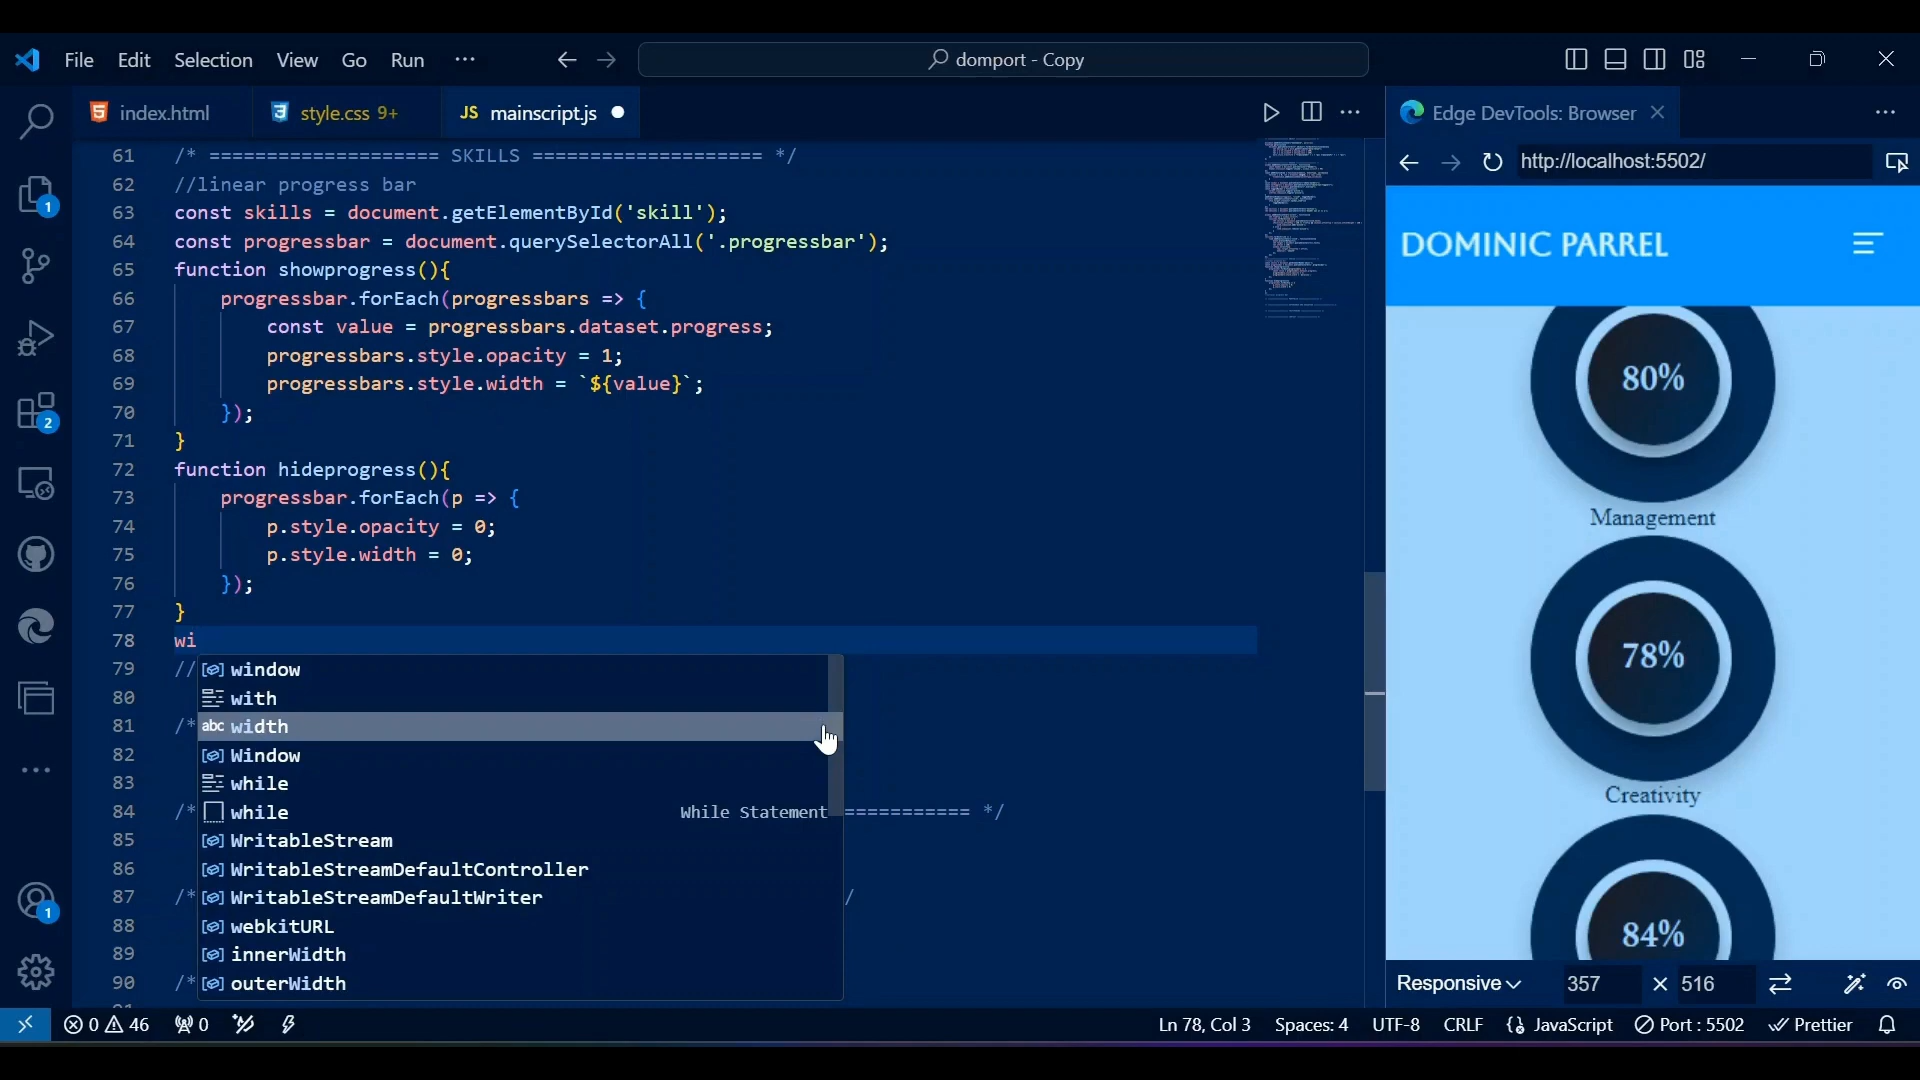 File Edit Selection View Go Run ··· domport - Copy
index.html style.css 9+ JS mainscript.js Edge DevTools: Browser
http://localhost:5502/
61 /* ==================== SKILLS ==================== */
62 //linear progress bar
63 const skills = document.getElementById('skill');
64 const progressbar = document.querySelectorAll('.progressbar');
65 function showprogress(){
66 progressbar.forEach(progressbars => {
67 const value = progressbars.dataset.progress;
68 progressbars.style.opacity = 1;
69 progressbars.style.width = `${value}`;
70 });
71 }
72 function hideprogress(){
73 progressbar.forEach(p => {
74 p.style.opacity = 0;
75 p.style.width = 0;
76 });
77 }
78 wi
79 // window
80 with
81 /* abc width
82 Window
83 while
84 /* while While Statement =========== */
85 WritableStream
86 WritableStreamDefaultController
87 /* WritableStreamDefaultWriter /
88 webkitURL
89 innerWidth
90 /* outerWidth
1
2
1
DOMINIC PARREL
80%
Management
78%
Creativity
84%
Responsive 357 × 516
0 46 0 Ln 78, Col 3 Spaces: 4 UTF-8 CRLF JavaScript Port : 5502 Prettier